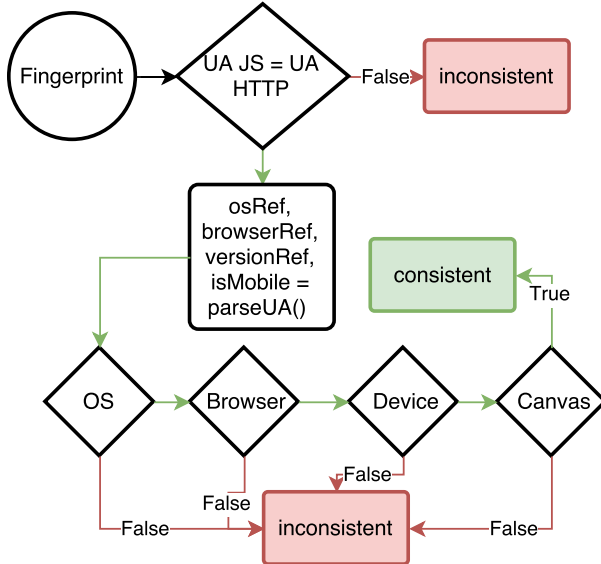 Fingerprint
UA JS = UA
HTTP
False
inconsistent
osRef,
browserRef,
versionRef,
isMobile =
parseUA()
consistent
True
OS
Browser
Device
Canvas
False
False
False
False
inconsistent